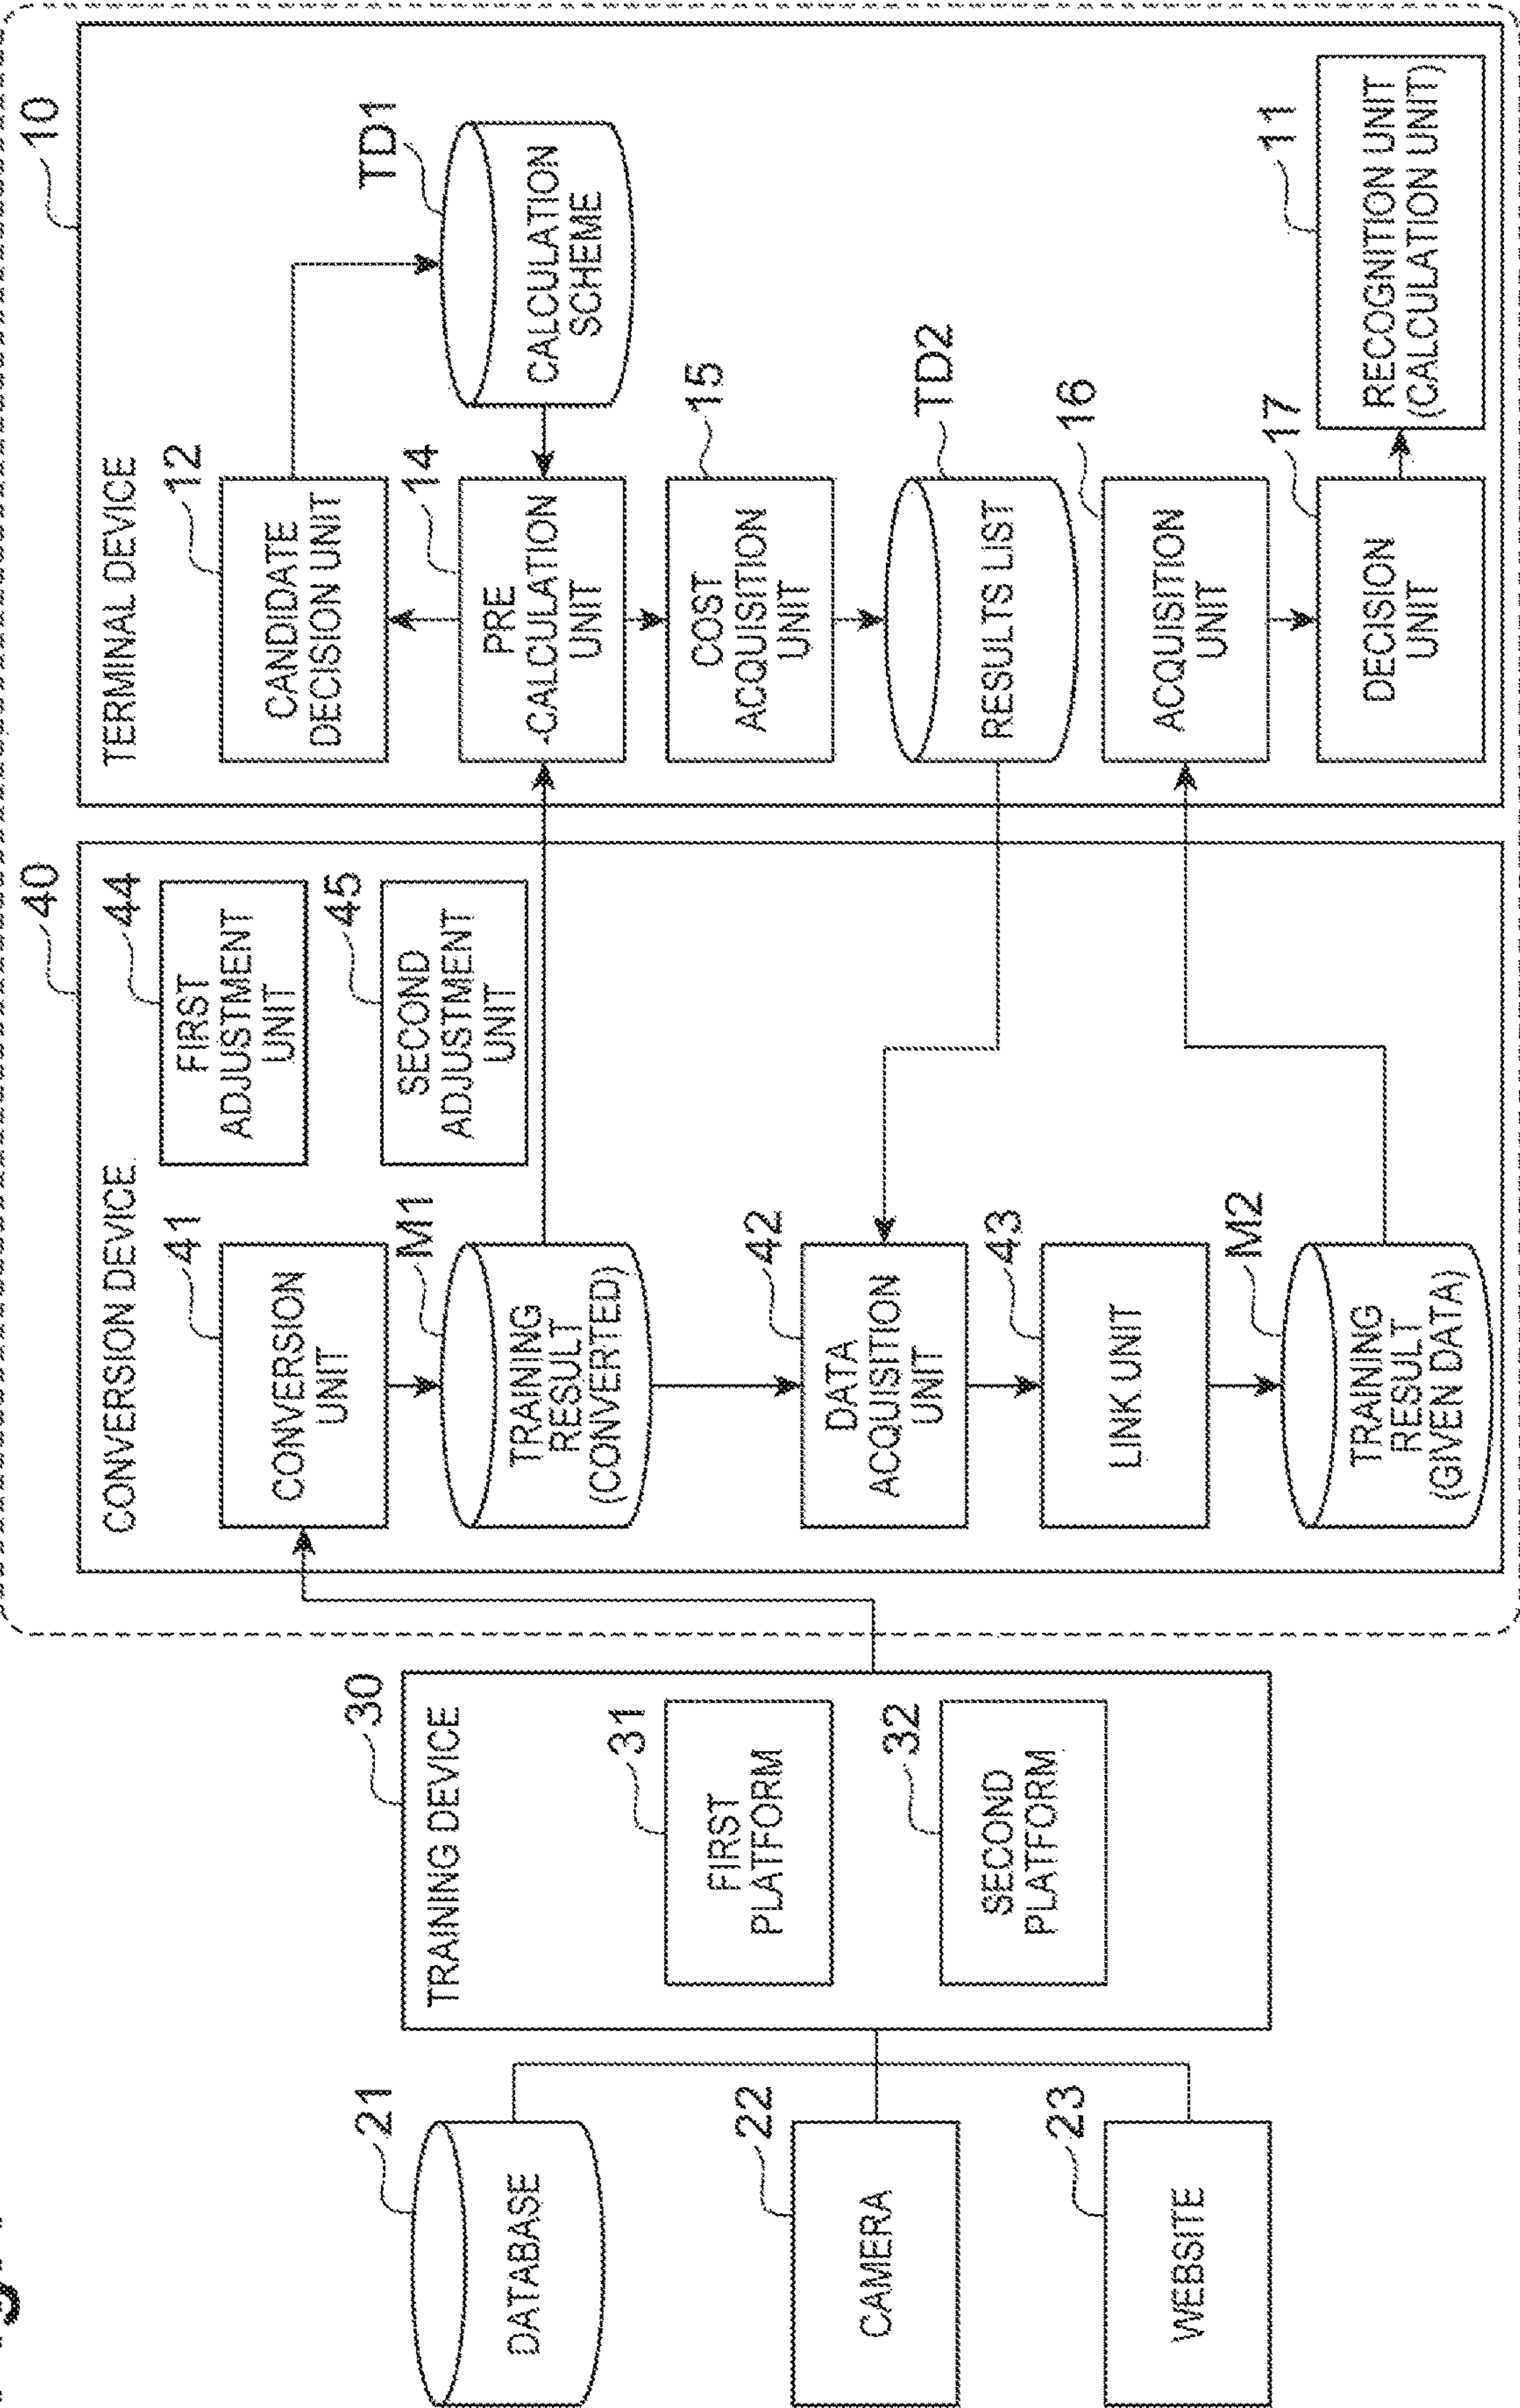 21
DATABASE
22
CAMERA
23
WEBSITE
30
TRAINING DEVICE
31
FIRST
PLATFORM
32
SECOND
PLATFORM
40
CONVERSION DEVICE
41
CONVERSION
UNIT
M1
TRAINING
RESULT
(CONVERTED)
42
DATA
ACQUISITION
UNIT
43
LINK UNIT
M2
TRAINING
RESULT
(GIVEN DATA)
44
FIRST
ADJUSTMENT
UNIT
45
SECOND
ADJUSTMENT
UNIT
10
TERMINAL DEVICE
12
CANDIDATE
DECISION UNIT
14
PRE
-CALCULATION
UNIT
15
COST
ACQUISITION
UNIT
TD2
RESULTS LIST
16
ACQUISITION
UNIT
17
DECISION
UNIT
TD1
CALCULATION
SCHEME
11
RECOGNITION UNIT
(CALCULATION UNIT)